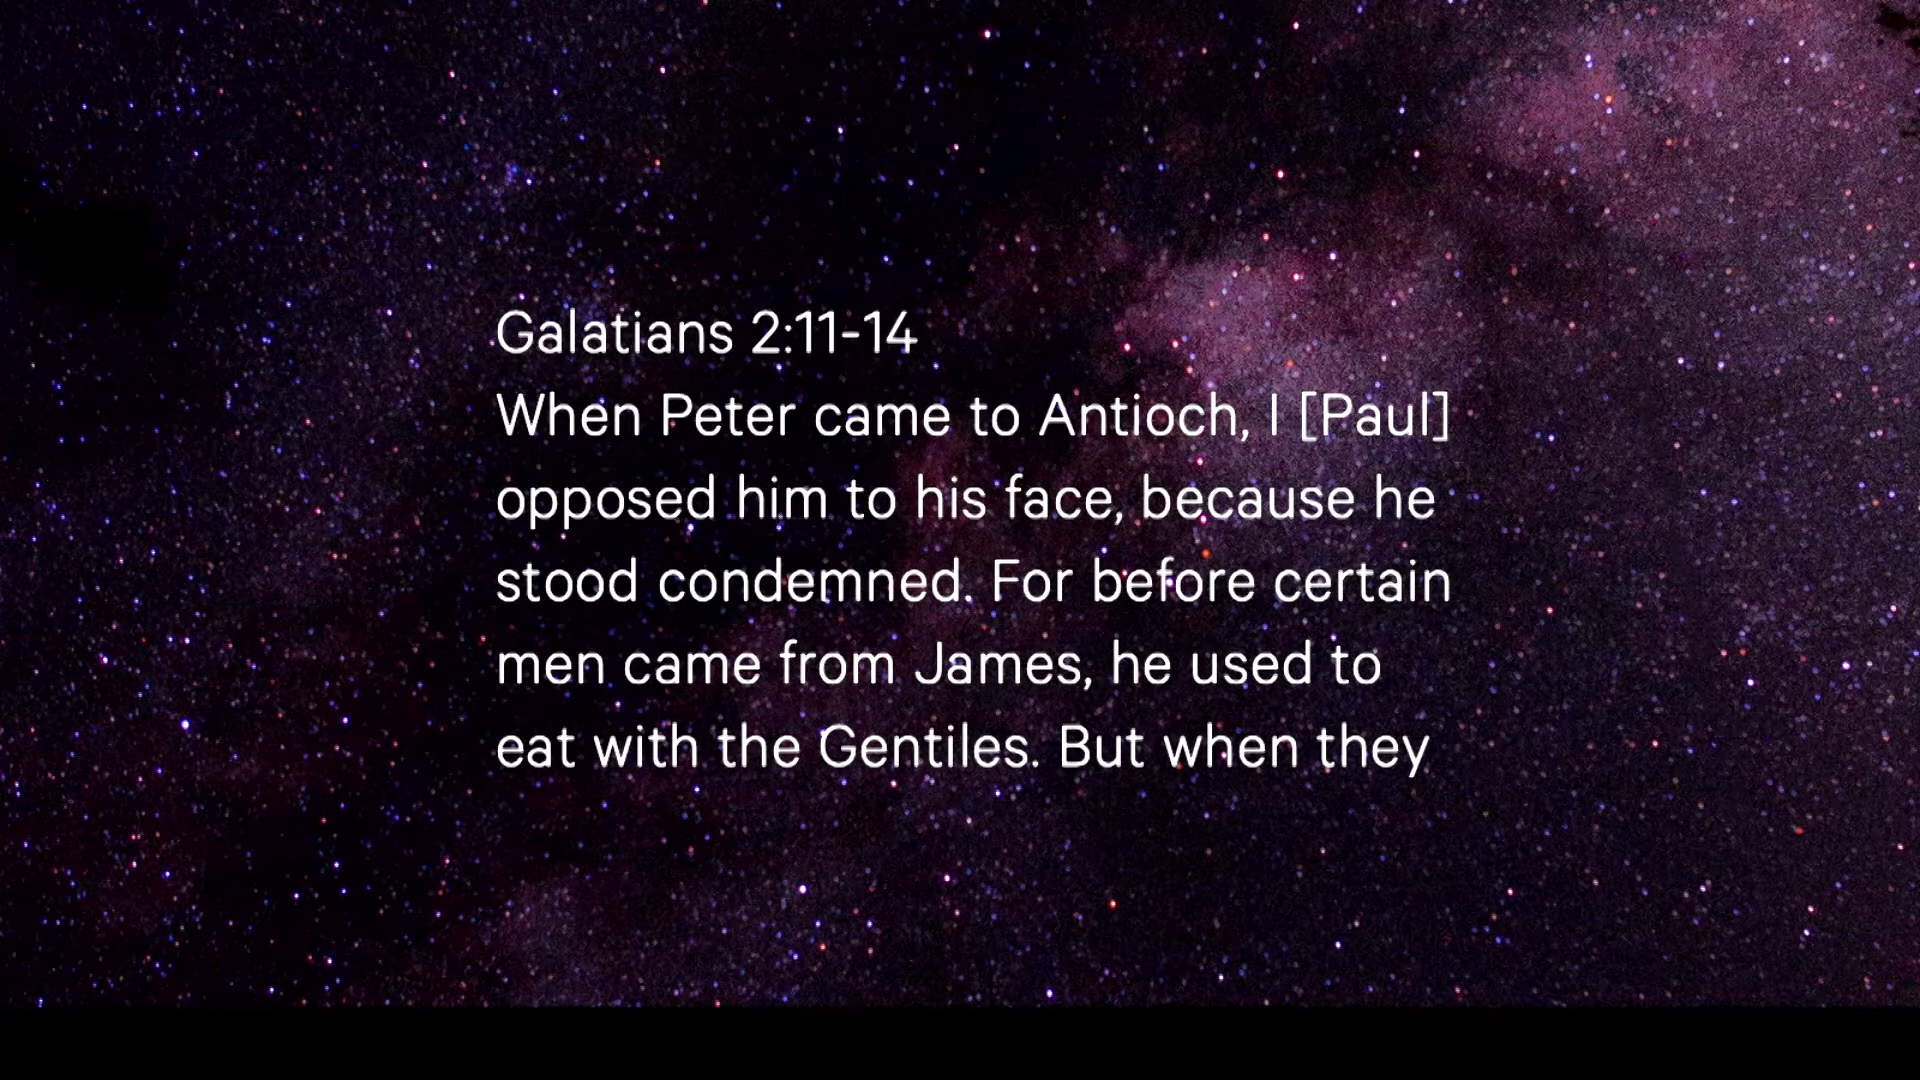 Galatians 2:11-14
When Peter came to Antioch, I [Paul]
opposed him to his face, because he
stood condemned. For before certain
men came from James, he used to
eat with the Gentiles. But when they